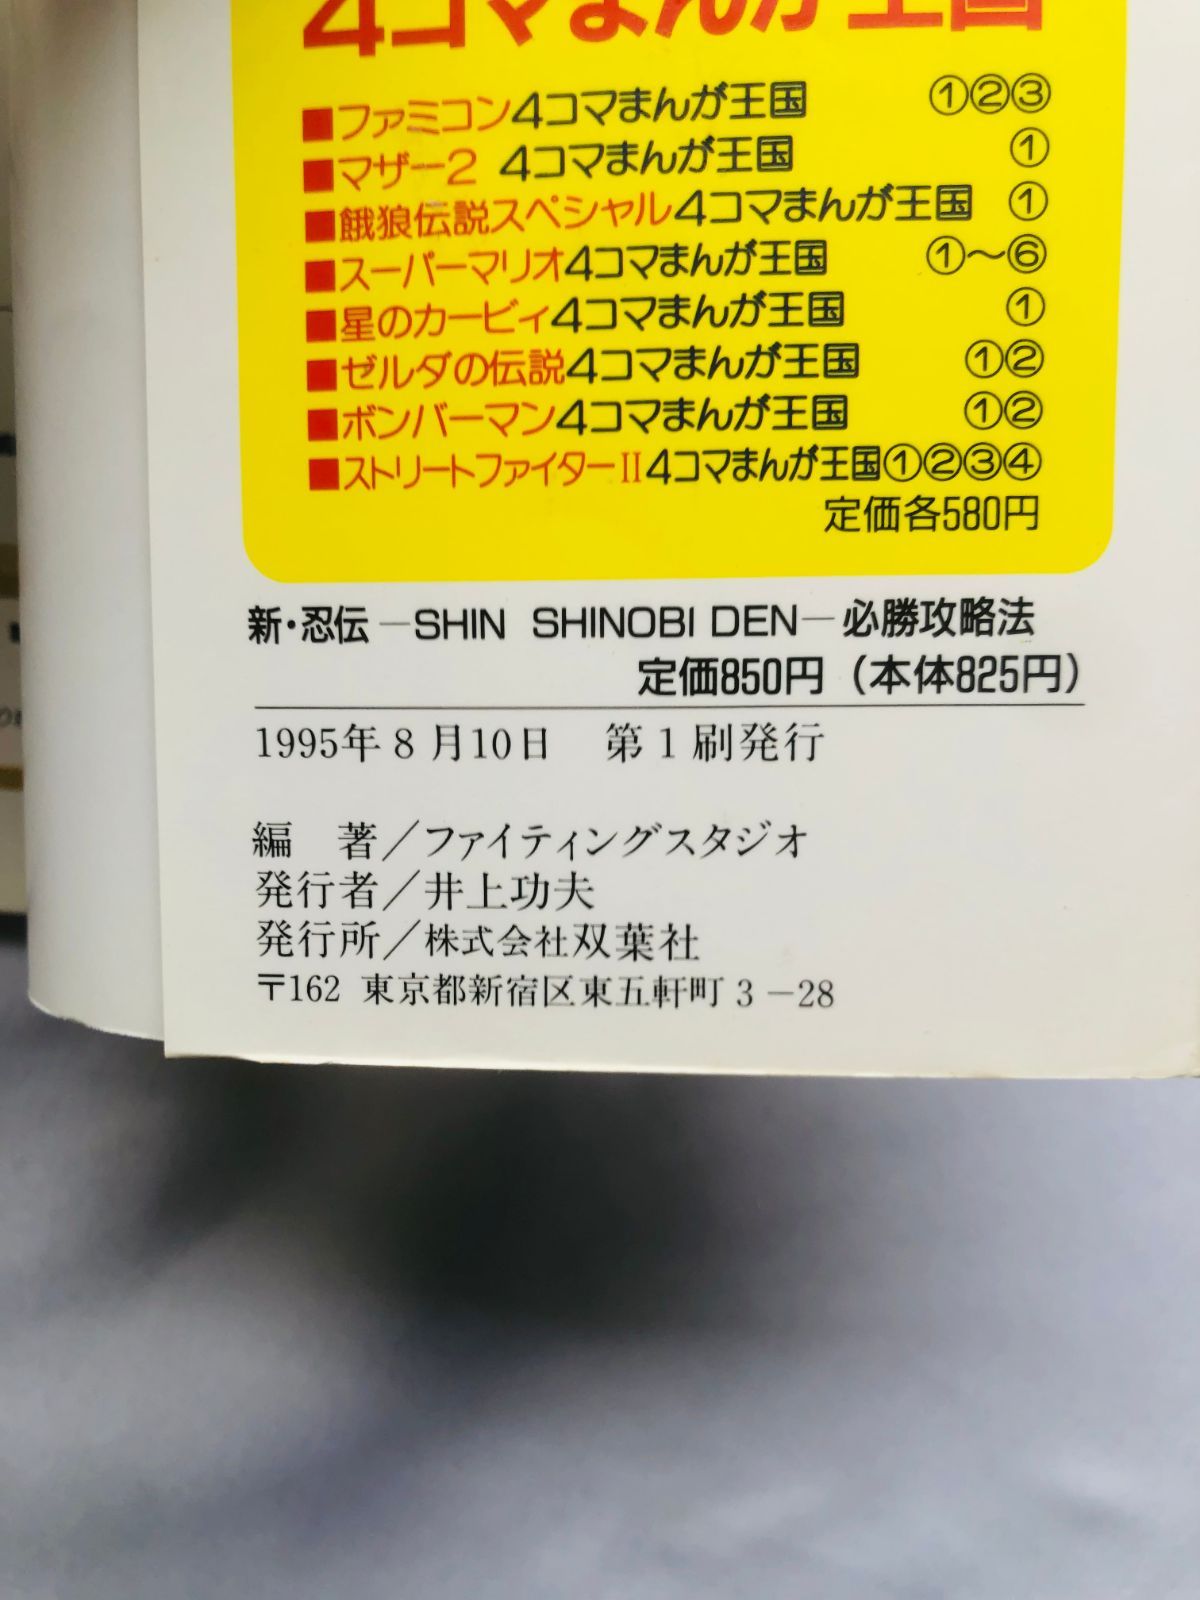 4コマまんが王国
■ファミコン4コマまんが王国 ①②③
■マザー2 4コマまんが王国 ①
■餓狼伝説スペシャル4コマまんが王国 ①
■スーパーマリオ4コマまんが王国 ①〜⑥
■星のカービィ4コマまんが王国 ①
■ゼルダの伝説4コマまんが王国 ①②
■ボンバーマン4コマまんが王国 ①②
■ストリートファイターII4コマまんが王国①②③④
定価各580円
新・忍伝―SHIN SHINOBI DEN―必勝攻略法
定価850円（本体825円）
1995年8月10日 第1刷発行
編 著／ファイティングスタジオ
発行者／井上功夫
発行所／株式会社双葉社
〒162 東京都新宿区東五軒町3－28